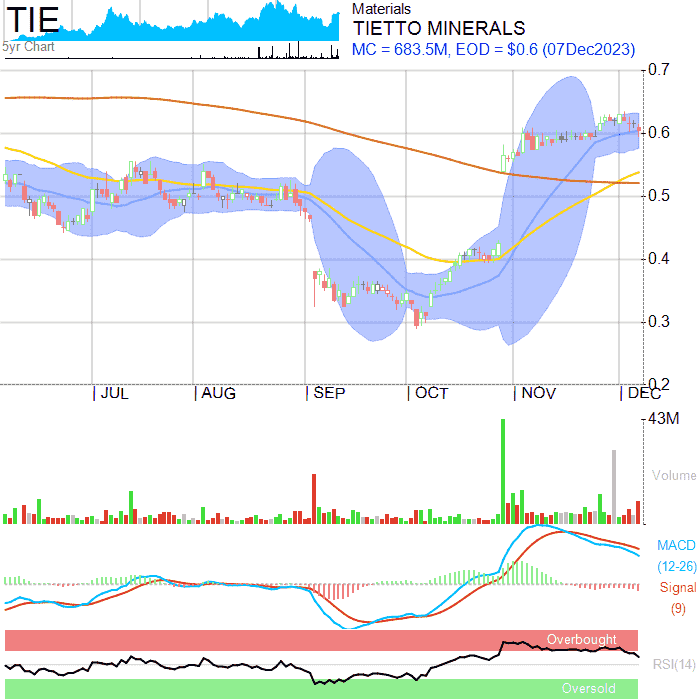 TIE
5yr Chart
Materials
TIETTO MINERALS
MC = 683.5M, EOD = $0.6 (07Dec2023)
0.7
0.6
0.5
0.4
0.3
0.2
JUL
AUG
SEP
OCT
NOV
DEC
43M
Volume
MACD
(12-26)
Signal
(9)
Overbought
RSI(14)
Oversold